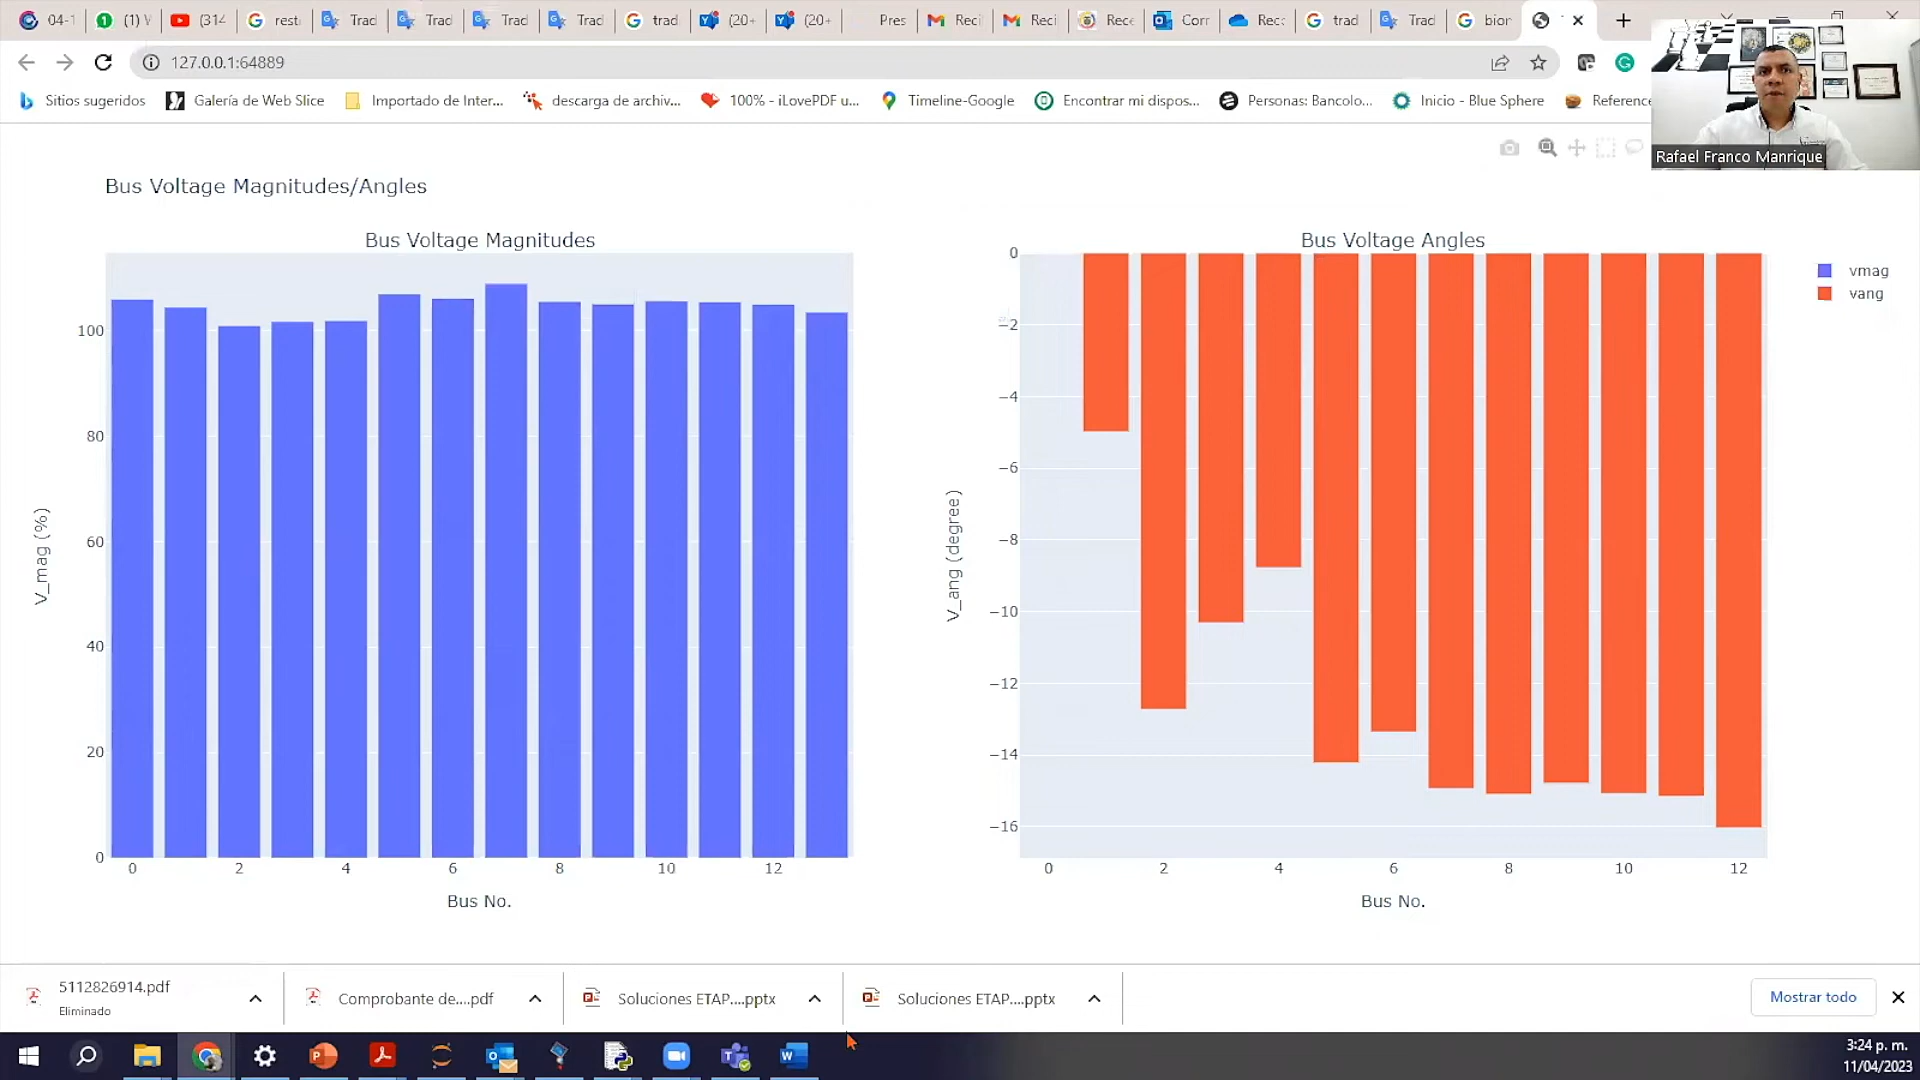 04-1
(1) V
(314
rest
Trad
Trad
Trad
Trad
trad
(20+
(20+
Pres
Reci
Reci
Rece
Corr
Recc
trad
Trad
bior
127.0.0.1:64889
Sitios sugeridos
Galería de Web Slice
Importado de Inter...
descarga de archiv...
100% - iLovePDF u...
Timeline-Google
Encontrar mi dispos...
Personas: Bancolo...
Inicio - Blue Sphere
Reference
Rafael Franco Manrique
Bus Voltage Magnitudes/Angles
Bus Voltage Magnitudes
100
80
60
40
20
0
V_mag (%)
0 2 4 6 8 10 12
Bus No.
Bus Voltage Angles
0
−2
−4
−6
−8
−10
−12
−14
−16
V_ang (degree)
0 2 4 6 8 10 12
Bus No.
vmag
vang
5112826914.pdf
Eliminado
Comprobante de....pdf
Soluciones ETAP....pptx
Soluciones ETAP....pptx
Mostrar todo
3:24 p. m.
11/04/2023